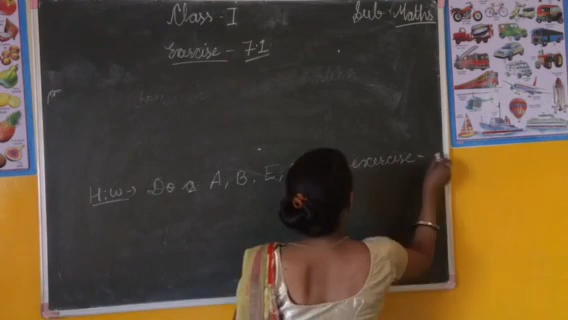 Class - I
Sub - Maths
Exercise - 7.1
H.W → Do Q A, B, E, exercise -